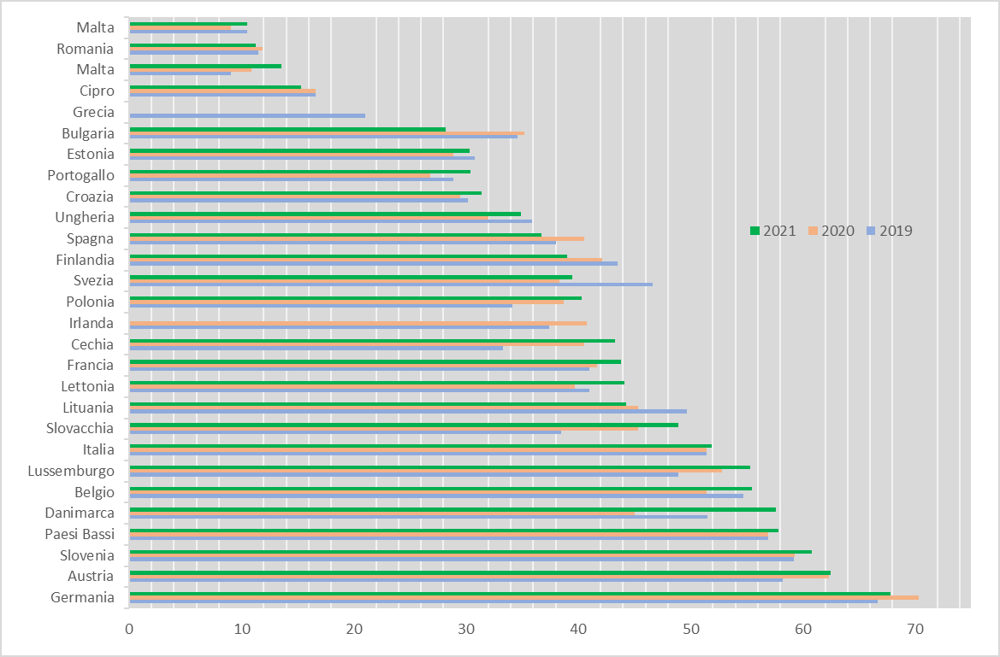 Malta
Romania
Malta
Cipro
Grecia
Bulgaria
Estonia
Portogallo
Croazia
Ungheria
Spagna
2021 2020 2019
Finlandia
Svezia
Polonia
Irlanda
Cechia
Francia
Lettonia
Lituania
Slovacchia
Italia
Lussemburgo
Belgio
Danimarca
Paesi Bassi
Slovenia
Austria
Germania
0 10 20 30 40 50 60 70